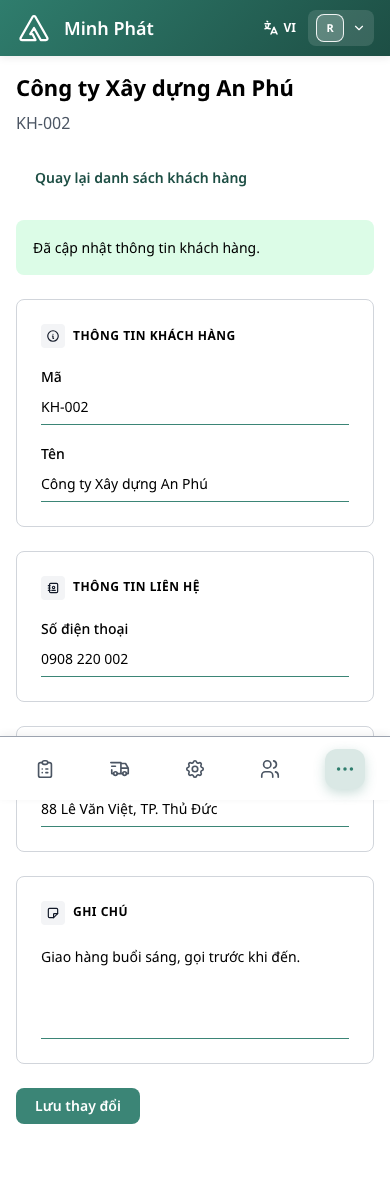 Minh Phát
VI
R
Công ty Xây dựng An Phú
KH-002
Quay lại danh sách khách hàng
Đã cập nhật thông tin khách hàng.
THÔNG TIN KHÁCH HÀNG
Mã
KH-002
Tên
Công ty Xây dựng An Phú
THÔNG TIN LIÊN HỆ
Số điện thoại
0908 220 002
88 Lê Văn Việt, TP. Thủ Đức
GHI CHÚ
Giao hàng buổi sáng, gọi trước khi đến.
Lưu thay đổi